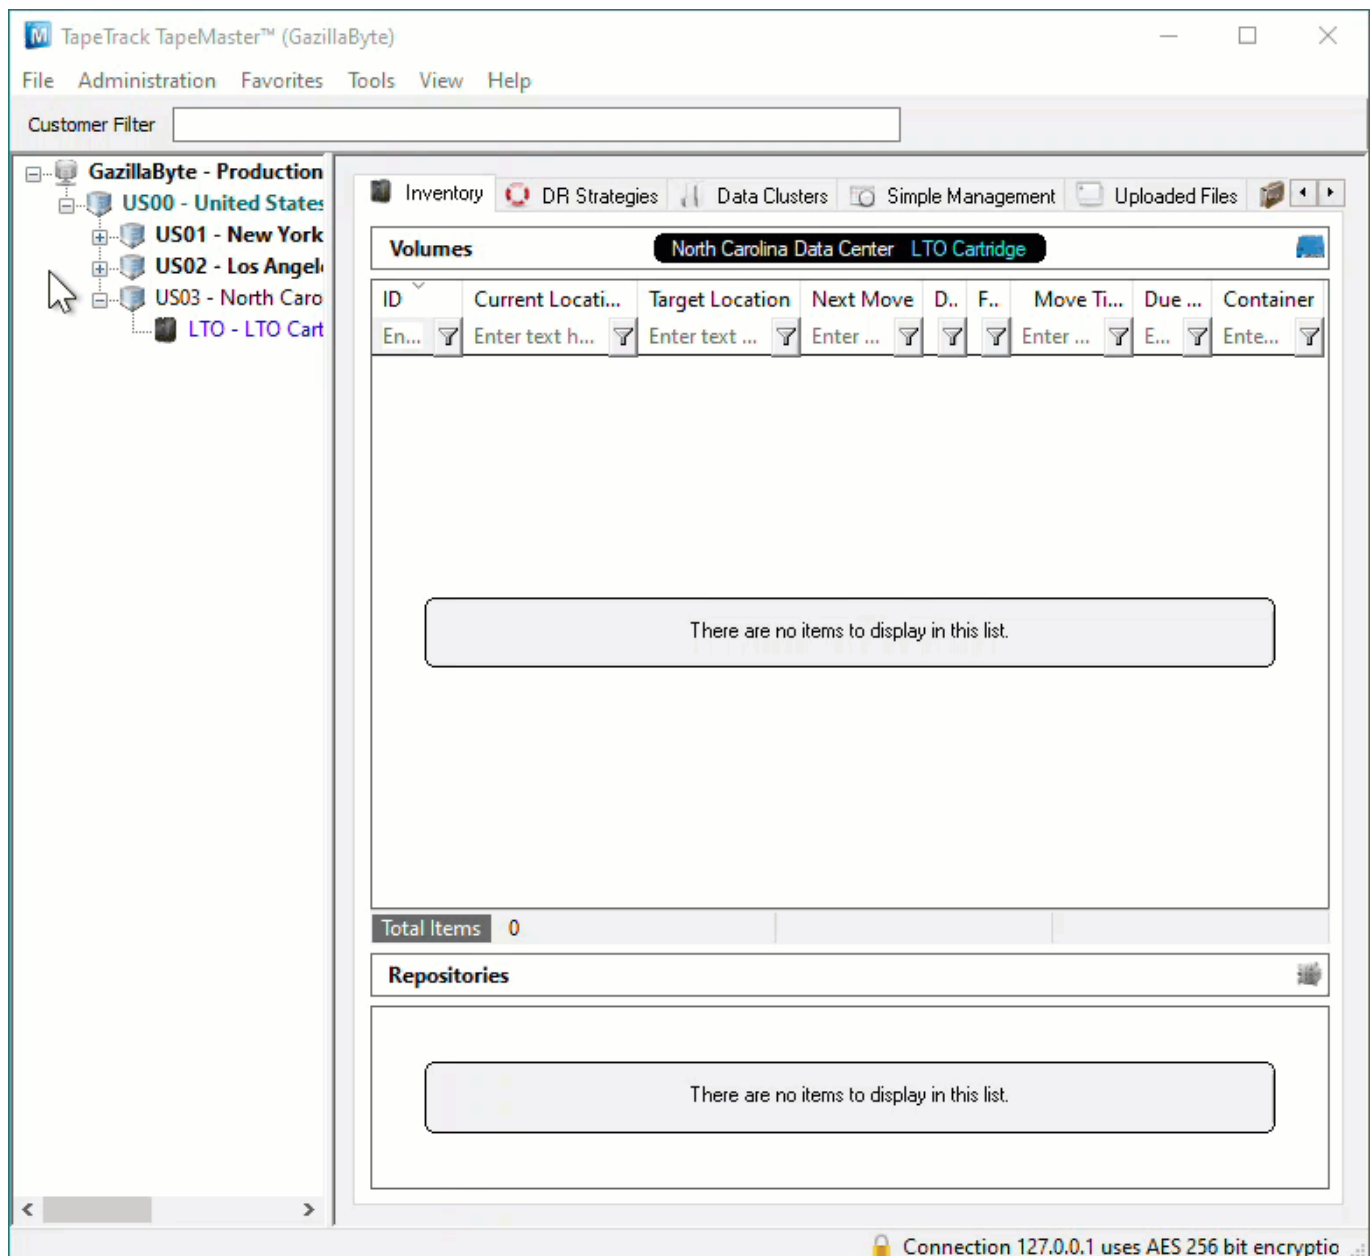 TapeTrack TapeMaster™ (GazillaByte)
File Administration Favorites Tools View Help
Customer Filter
GazillaByte - Production
US00 - United States
US01 - New York
US02 - Los Angel
US03 - North Caro
LTO - LTO Cart
Inventory DR Strategies Data Clusters Simple Management Uploaded Files
Volumes North Carolina Data Center LTO Cartridge
ID Current Locati... Target Location Next Move D.. F.. Move Ti... Due ... Container
En... Enter text h... Enter text ... Enter ... Enter ... E... Ente...
There are no items to display in this list.
Total Items 0
Repositories
There are no items to display in this list.
Connection 127.0.0.1 uses AES 256 bit encryptio